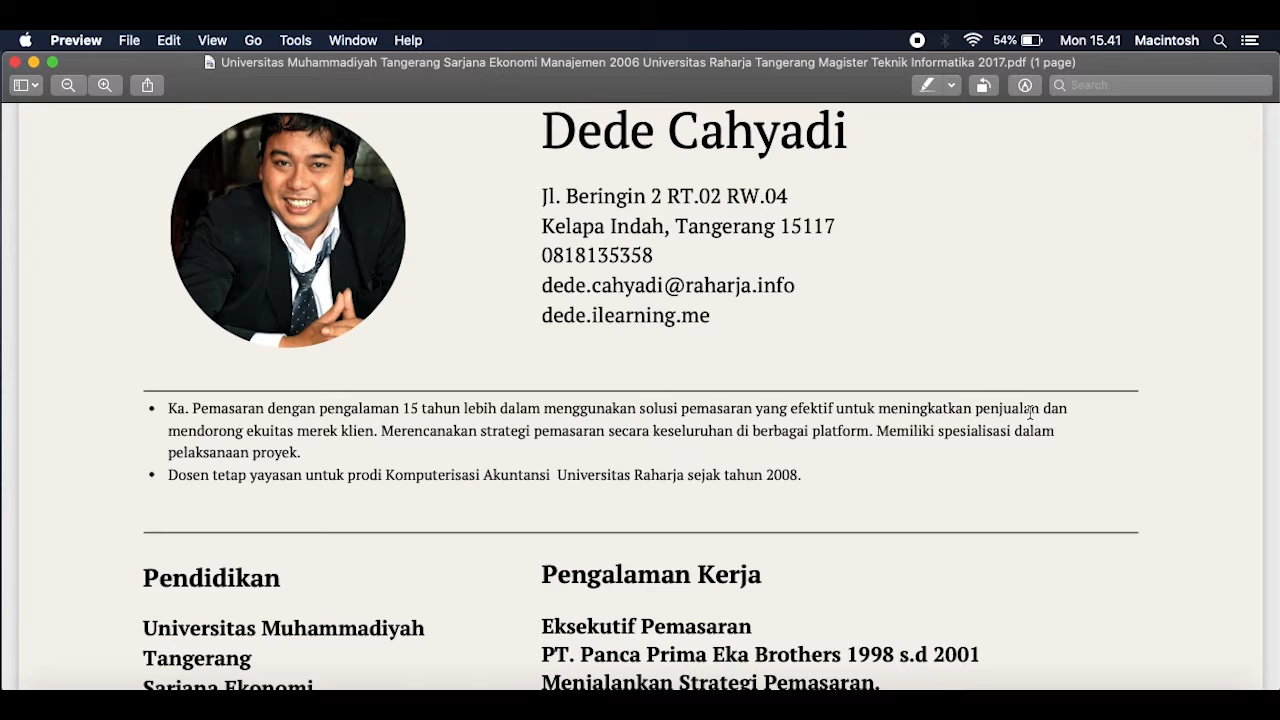 Preview File Edit View Go Tools Window Help 54% Mon 15.41 Macintosh
Universitas Muhammadiyah Tangerang Sarjana Ekonomi Manajemen 2006 Universitas Raharja Tangerang Magister Teknik Informatika 2017.pdf (1 page)
Search
Dede Cahyadi
Jl. Beringin 2 RT.02 RW.04
Kelapa Indah, Tangerang 15117
0818135358
dede.cahyadi@raharja.info
dede.ilearning.me
• Ka. Pemasaran dengan pengalaman 15 tahun lebih dalam menggunakan solusi pemasaran yang efektif untuk meningkatkan penjualan dan
mendorong ekuitas merek klien. Merencanakan strategi pemasaran secara keseluruhan di berbagai platform. Memiliki spesialisasi dalam
pelaksanaan proyek.
• Dosen tetap yayasan untuk prodi Komputerisasi Akuntansi Universitas Raharja sejak tahun 2008.
Pendidikan
Universitas Muhammadiyah
Tangerang
Sarjana Ekonomi
Pengalaman Kerja
Eksekutif Pemasaran
PT. Panca Prima Eka Brothers 1998 s.d 2001
Menjalankan Strategi Pemasaran.